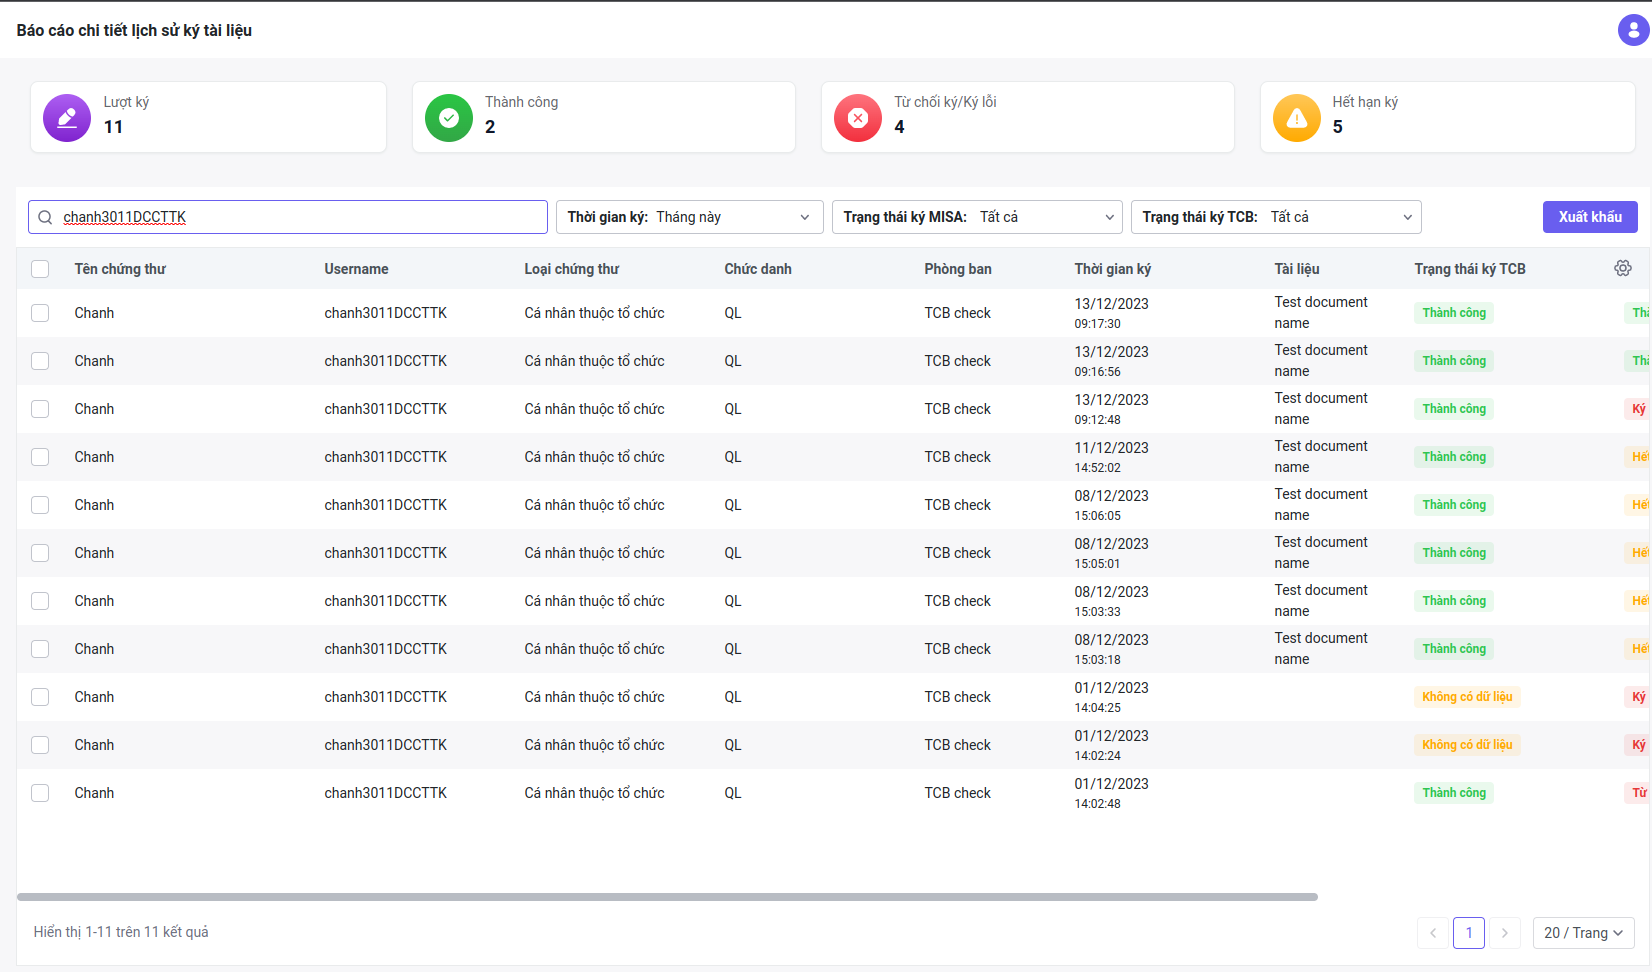 Báo cáo chi tiết lịch sử ký tài liệu
Lượt ký
11
Thành công
2
Từ chối ký/Ký lỗi
4
Hết hạn ký
5
chanh3011DCCTTK
Thời gian ký: Tháng này
Trạng thái ký MISA: Tất cả
Trạng thái ký TCB: Tất cả
Xuất khẩu
Tên chứng thư Username Loại chứng thư Chức danh Phòng ban Thời gian ký Tài liệu Trạng thái ký TCB
Chanh chanh3011DCCTTK Cá nhân thuộc tổ chức QL TCB check 13/12/2023 09:17:30 Test document name Thành công
Chanh chanh3011DCCTTK Cá nhân thuộc tổ chức QL TCB check 13/12/2023 09:16:56 Test document name Thành công
Chanh chanh3011DCCTTK Cá nhân thuộc tổ chức QL TCB check 13/12/2023 09:12:48 Test document name Thành công Ký
Chanh chanh3011DCCTTK Cá nhân thuộc tổ chức QL TCB check 11/12/2023 14:52:02 Test document name Thành công
Chanh chanh3011DCCTTK Cá nhân thuộc tổ chức QL TCB check 08/12/2023 15:06:05 Test document name Thành công
Chanh chanh3011DCCTTK Cá nhân thuộc tổ chức QL TCB check 08/12/2023 15:05:01 Test document name Thành công
Chanh chanh3011DCCTTK Cá nhân thuộc tổ chức QL TCB check 08/12/2023 15:03:33 Test document name Thành công
Chanh chanh3011DCCTTK Cá nhân thuộc tổ chức QL TCB check 08/12/2023 15:03:18 Test document name Thành công
Chanh chanh3011DCCTTK Cá nhân thuộc tổ chức QL TCB check 01/12/2023 14:04:25 Không có dữ liệu Ký
Chanh chanh3011DCCTTK Cá nhân thuộc tổ chức QL TCB check 01/12/2023 14:02:24 Không có dữ liệu Ký
Chanh chanh3011DCCTTK Cá nhân thuộc tổ chức QL TCB check 01/12/2023 14:02:48 Thành công Từ
Hiển thị 1-11 trên 11 kết quả
1
20 / Trang